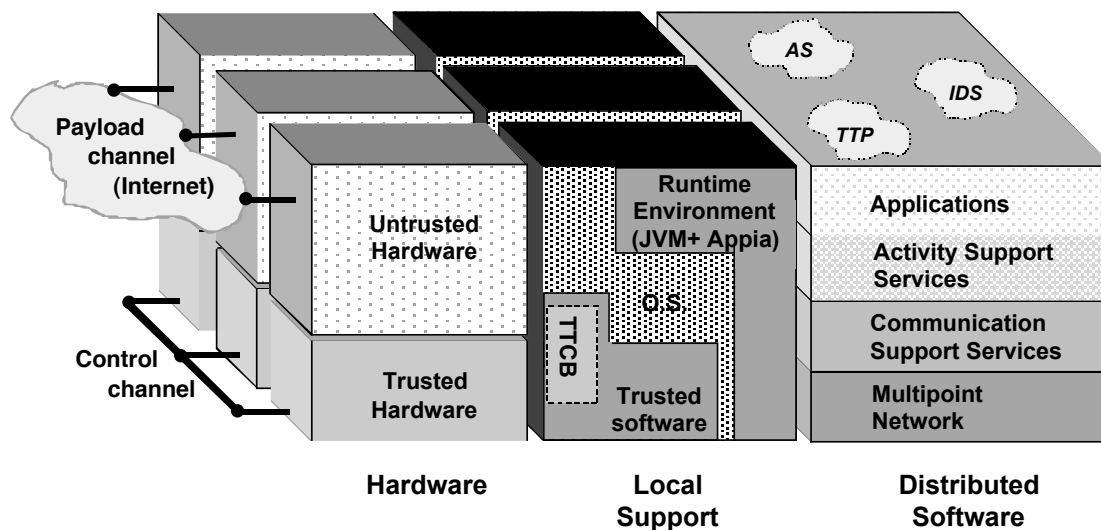 AS
IDS
TTP
Payload
channel
(Internet)
Untrusted
Hardware
Runtime
Environment
(JVM+ Appia)
Applications
Activity Support
Services
O.S.
TTCB
Communication
Support Services
Control
channel
Trusted
Hardware
Trusted
software
Multipoint
Network
Hardware
Local
Support
Distributed
Software